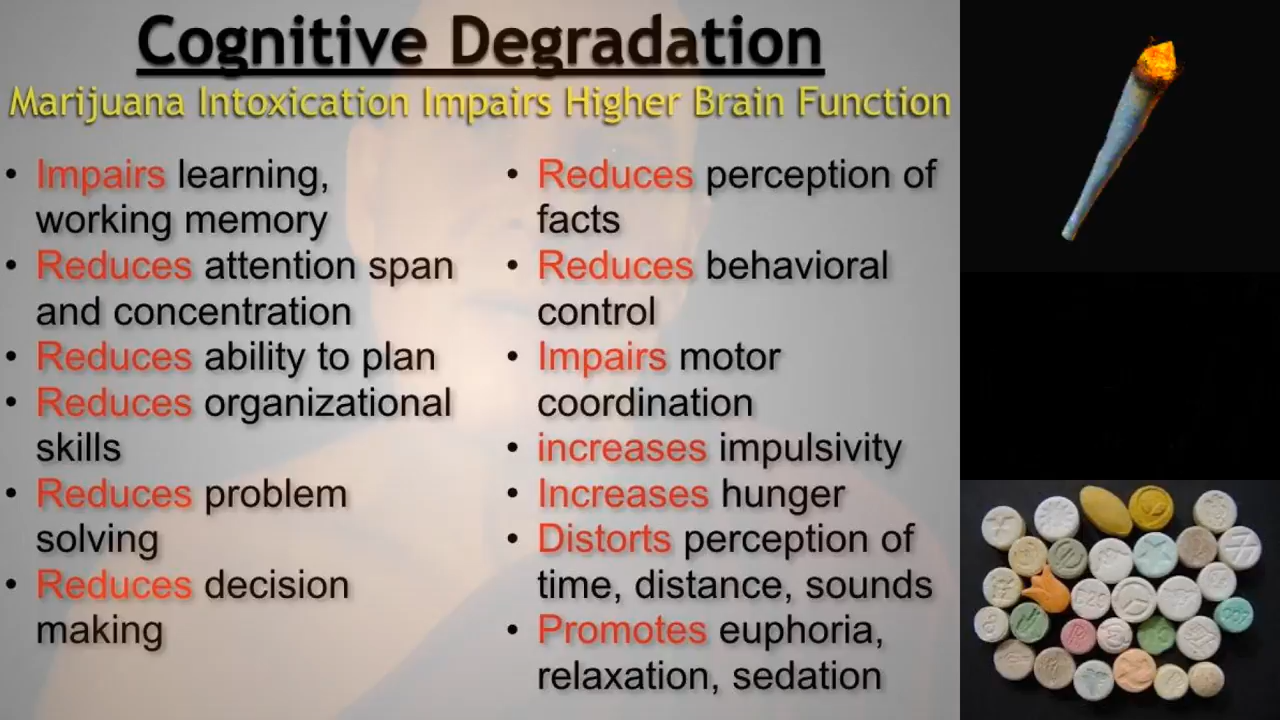 Cognitive Degradation
Marijuana Intoxication Impairs Higher Brain Function
• Impairs learning,
working memory
• Reduces attention span
and concentration
• Reduces ability to plan
• Reduces organizational
skills
• Reduces problem
solving
• Reduces decision
making
• Reduces perception of
facts
• Reduces behavioral
control
• Impairs motor
coordination
• increases impulsivity
• Increases hunger
• Distorts perception of
time, distance, sounds
• Promotes euphoria,
relaxation, sedation